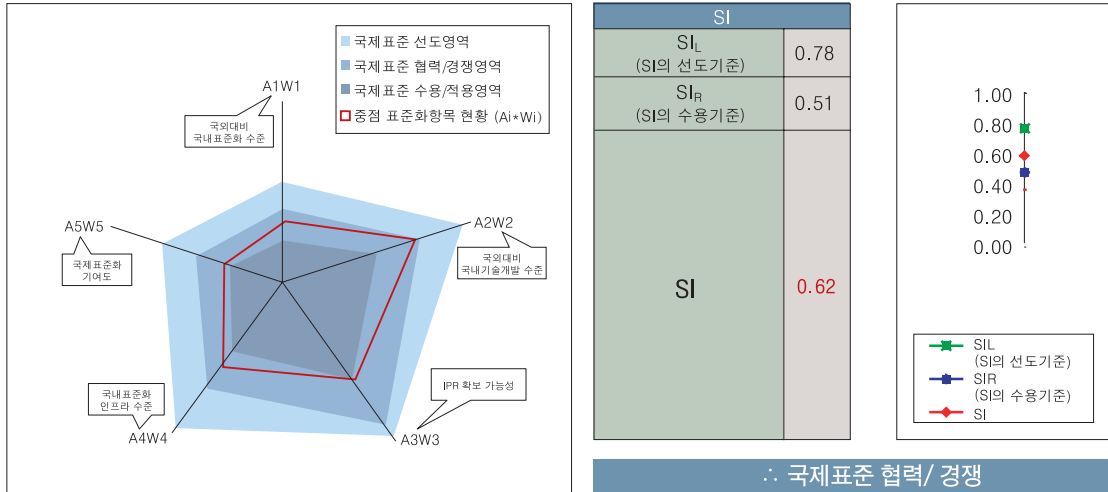 국제표준 선도영역
국제표준 협력/경쟁영역
국제표준 수용/적용영역
중점 표준화항목 현황 (Ai*Wi)
A1W1
국외대비
국내표준화 수준
A2W2
국외대비
국내기술개발 수준
A5W5
국제표준화
기여도
국내표준화
인프라 수준
A4W4
IPR 확보 가능성
A3W3
SI
SIL
(SI의 선도기준)
0.78
SIR
(SI의 수용기준)
0.51
SI
0.62
1.00
0.80
0.60
0.40
0.20
0.00
SIL
(SI의 선도기준)
SIR
(SI의 수용기준)
SI
∴ 국제표준 협력/ 경쟁